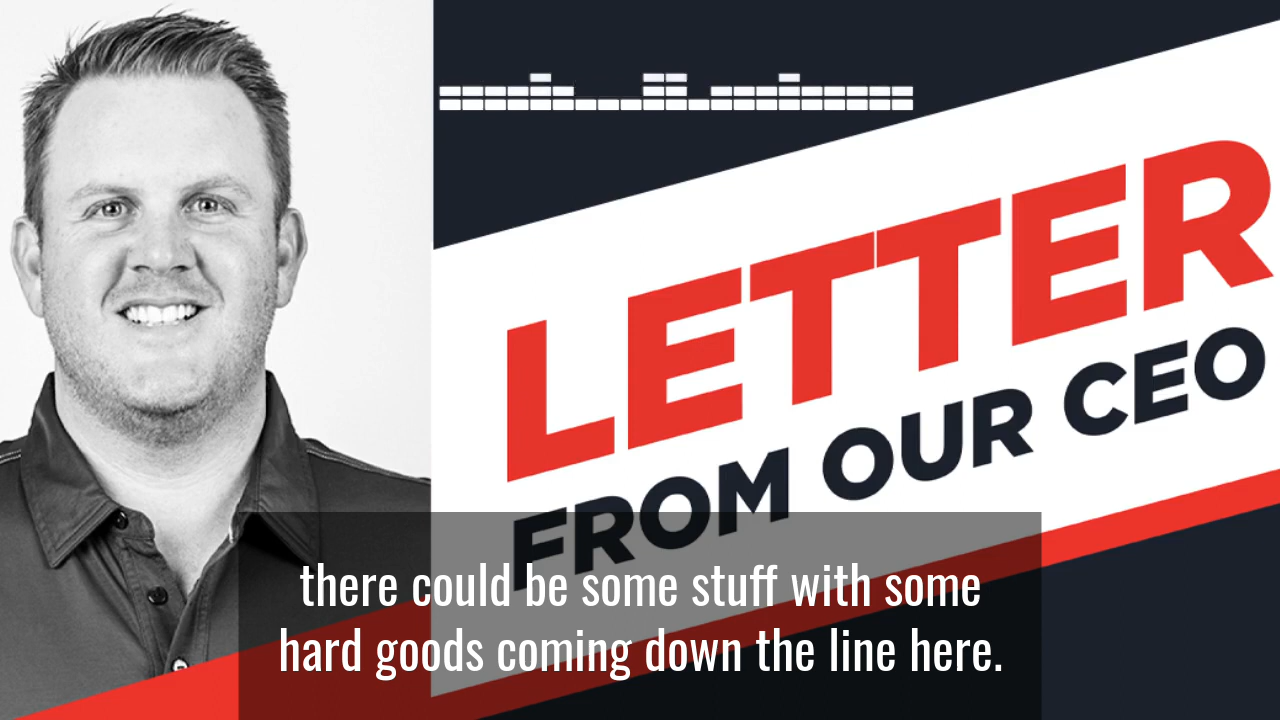 LETTER
FROM OUR CEO
there could be some stuff with some
hard goods coming down the line here.